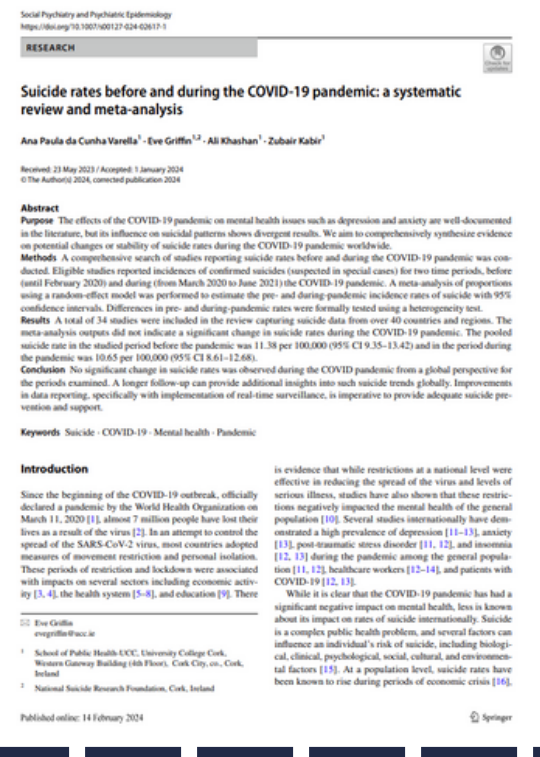 Social Psychiatry and Psychiatric Epidemiology
https://doi.org/10.1007/s00127-024-02617-1
RESEARCH
Check for
updates
Suicide rates before and during the COVID-19 pandemic: a systematic
review and meta-analysis
Ana Paula da Cunha Varella1 · Eve Griffin1,2 · Ali Khashan1 · Zubair Kabir1
Received: 23 May 2023 / Accepted: 1 January 2024
© The Author(s) 2024, corrected publication 2024
Abstract
Purpose The effects of the COVID-19 pandemic on mental health issues such as depression and anxiety are well-documented
in the literature, but its influence on suicidal patterns shows divergent results. We aim to comprehensively synthesize evidence
on potential changes or stability of suicide rates during the COVID-19 pandemic worldwide.
Methods A comprehensive search of studies reporting suicide rates before and during the COVID-19 pandemic was con-
ducted. Eligible studies reported incidences of confirmed suicides (suspected in special cases) for two time periods, before
(until February 2020) and during (from March 2020 to June 2021) the COVID-19 pandemic. A meta-analysis of proportions
using a random-effect model was performed to estimate the pre- and during-pandemic incidence rates of suicide with 95%
confidence intervals. Differences in pre- and during-pandemic rates were formally tested using a heterogeneity test.
Results A total of 34 studies were included in the review capturing suicide data from over 40 countries and regions. The
meta-analysis outputs did not indicate a significant change in suicide rates during the COVID-19 pandemic. The pooled
suicide rate in the studied period before the pandemic was 11.38 per 100,000 (95% CI 9.35–13.42) and in the period during
the pandemic was 10.65 per 100,000 (95% CI 8.61–12.68).
Conclusion No significant change in suicide rates was observed during the COVID pandemic from a global perspective for
the periods examined. A longer follow-up can provide additional insights into such suicide trends globally. Improvements
in data reporting, specifically with implementation of real-time surveillance, is imperative to provide adequate suicide pre-
vention and support.
Keywords Suicide · COVID-19 · Mental health · Pandemic
Introduction
Since the beginning of the COVID-19 outbreak, officially
declared a pandemic by the World Health Organization on
March 11, 2020 [1], almost 7 million people have lost their
lives as a result of the virus [2]. In an attempt to control the
spread of the SARS-CoV-2 virus, most countries adopted
measures of movement restriction and personal isolation.
These periods of restriction and lockdown were associated
with impacts on several sectors including economic activ-
ity [3, 4], the health system [5–8], and education [9]. There
Eve Griffin
evegriffin@ucc.ie
1 School of Public Health UCC, University College Cork,
Western Gateway Building (4th Floor), Cork City, co., Cork,
Ireland
2 National Suicide Research Foundation, Cork, Ireland
is evidence that while restrictions at a national level were
effective in reducing the spread of the virus and levels of
serious illness, studies have also shown that these restric-
tions negatively impacted the mental health of the general
population [10]. Several studies internationally have dem-
onstrated a high prevalence of depression [11–13], anxiety
[13], post-traumatic stress disorder [11, 12], and insomnia
[12, 13] during the pandemic among the general popula-
tion [11, 12], healthcare workers [12–14], and patients with
COVID-19 [12, 13].
While it is clear that the COVID-19 pandemic has had a
significant negative impact on mental health, less is known
about its impact on rates of suicide internationally. Suicide
is a complex public health problem, and several factors can
influence an individual's risk of suicide, including biologi-
cal, clinical, psychological, social, cultural, and environmen-
tal factors [15]. At a population level, suicide rates have
been known to rise during periods of economic crisis [16],
Published online: 14 February 2024
Springer